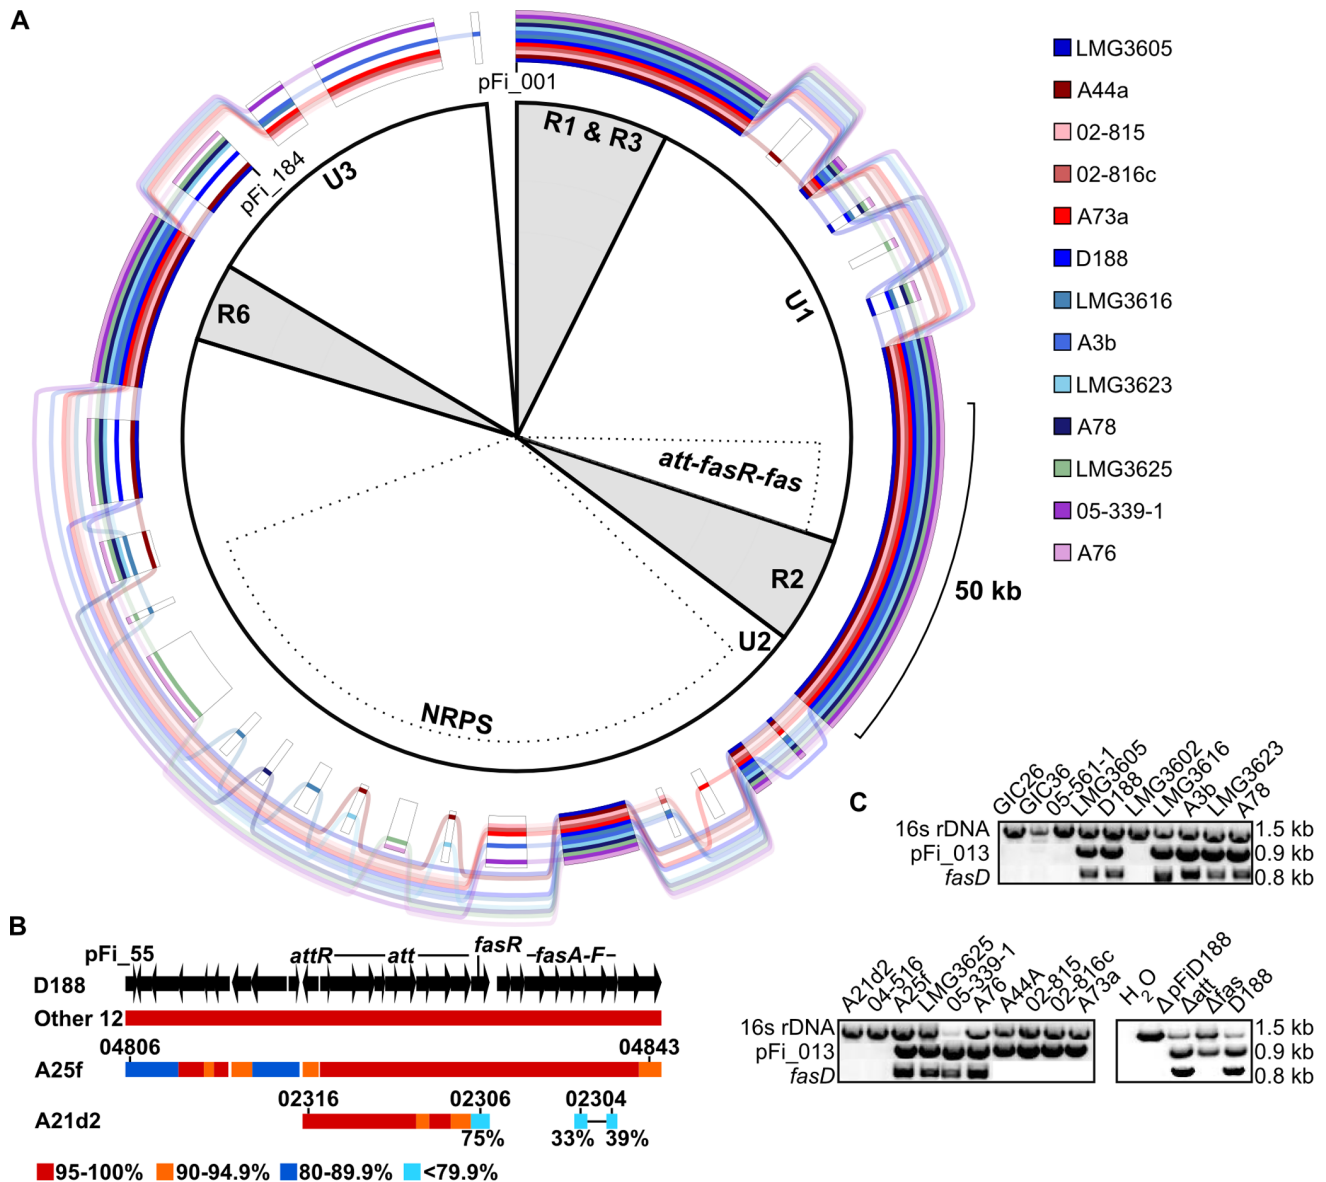 A
pFi_001
pFi_184
R1 & R3
U3
U1
R6
att-fasR-fas
R2
U2
NRPS
50 kb
LMG3605
A44a
02-815
02-816c
A73a
D188
LMG3616
A3b
LMG3623
A78
LMG3625
05-339-1
A76
B
pFi_55
attR
att
fasR
fasA-F
D188
Other 12
04806
04843
A25f
02316
02306
02304
A21d2
75%
33%
39%
95-100%
90-94.9%
80-89.9%
<79.9%
C
GIC26
GIC36
05-561-1
LMG3605
D188
LMG3602
LMG3616
A3b
LMG3623
A78
16s rDNA
1.5 kb
pFi_013
0.9 kb
fasD
0.8 kb
A21d2
04-516
A25f
LMG3625
05-339-1
A76
A44A
02-815
02-816c
A73a
H2O
ΔpFiD188
Δatt
Δfas
D188
16s rDNA
1.5 kb
pFi_013
0.9 kb
fasD
0.8 kb